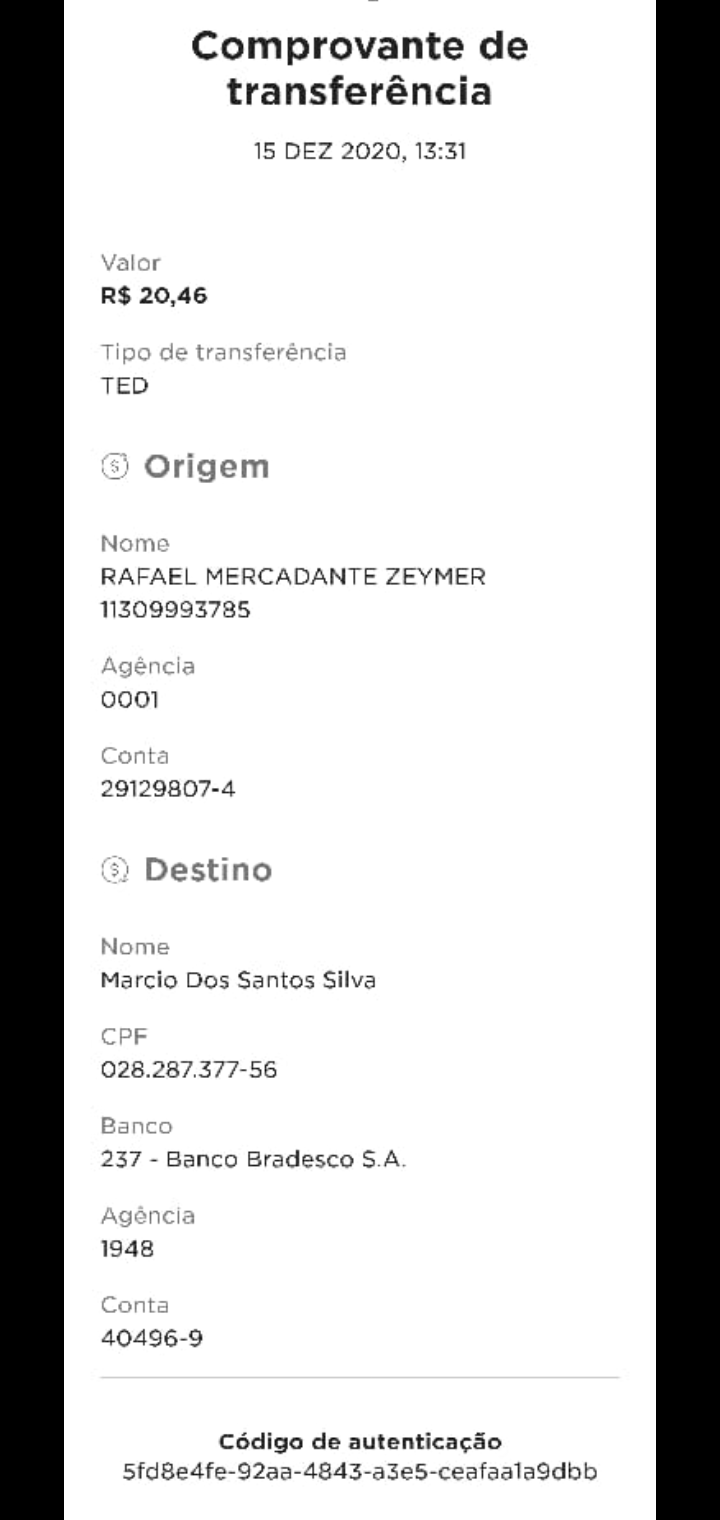 Comprovante de
transferência
15 DEZ 2020, 13:31
Valor
R$ 20,46
Tipo de transferência
TED
Origem
Nome
RAFAEL MERCADANTE ZEYMER
11309993785
Agência
0001
Conta
29129807-4
Destino
Nome
Marcio Dos Santos Silva
CPF
028.287.377-56
Banco
237 - Banco Bradesco S.A.
Agência
1948
Conta
40496-9
Código de autenticação
5fd8e4fe-92aa-4843-a3e5-ceafaa1a9dbb